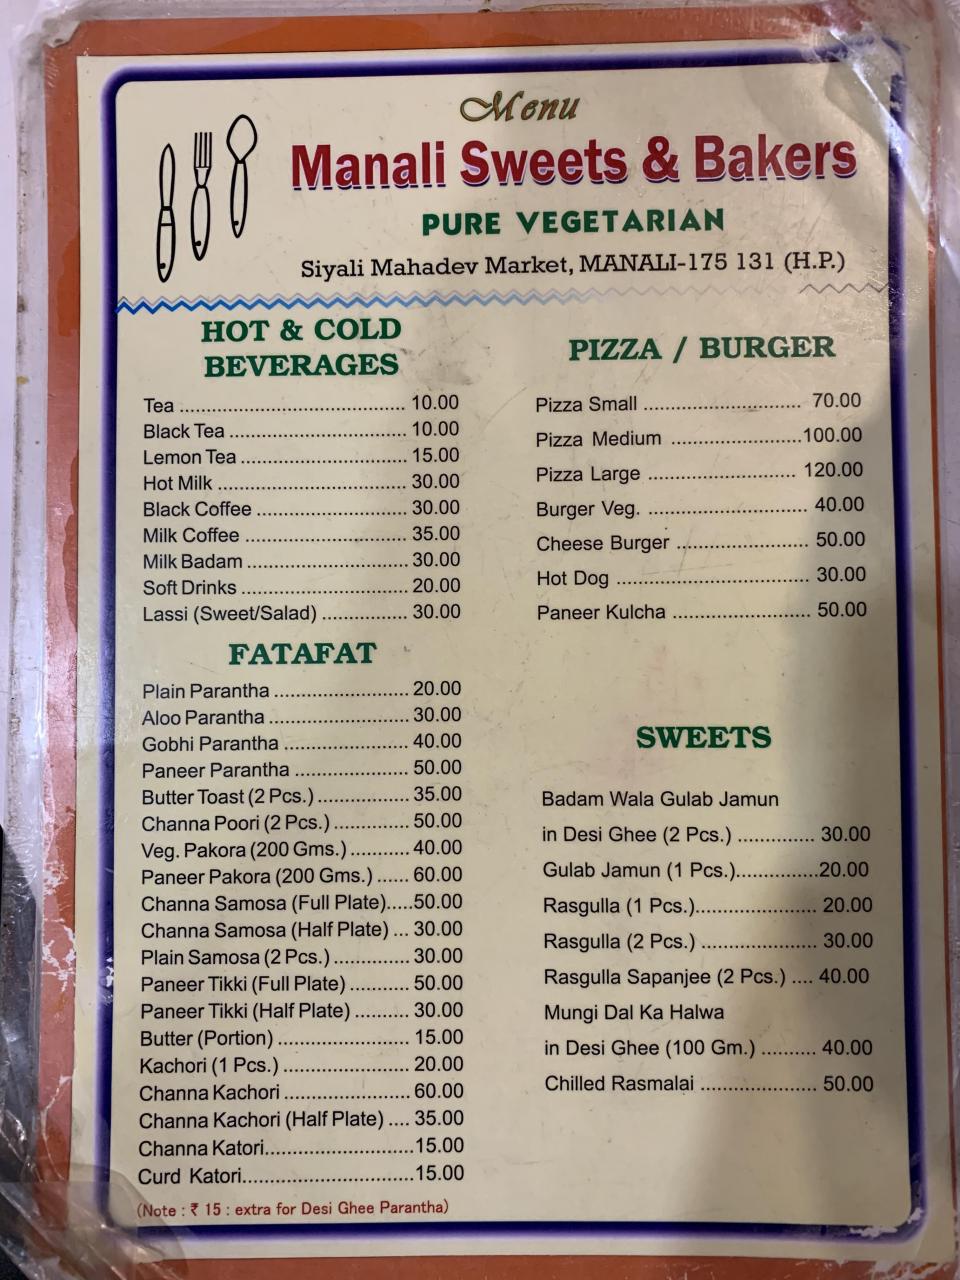 Menu
Manali Sweets & Bakers
PURE VEGETARIAN
Siyali Mahadev Market, MANALI-175 131 (H.P.)
HOT & COLD
BEVERAGES
Tea ........................................... 10.00
Black Tea .................................. 10.00
Lemon Tea ................................ 15.00
Hot Milk .................................... 30.00
Black Coffee ............................. 30.00
Milk Coffee ............................... 35.00
Milk Badam ............................... 30.00
Soft Drinks ................................ 20.00
Lassi (Sweet/Salad) ................ 30.00
FATAFAT
Plain Parantha .......................... 20.00
Aloo Parantha ........................... 30.00
Gobhi Parantha ........................ 40.00
Paneer Parantha ...................... 50.00
Butter Toast (2 Pcs.) .................. 35.00
Channa Poori (2 Pcs.) .............. 50.00
Veg. Pakora (200 Gms.) ........... 40.00
Paneer Pakora (200 Gms.) ...... 60.00
Channa Samosa (Full Plate).....50.00
Channa Samosa (Half Plate) ... 30.00
Plain Samosa (2 Pcs.) ............... 30.00
Paneer Tikki (Full Plate) ........... 50.00
Paneer Tikki (Half Plate) .......... 30.00
Butter (Portion) ......................... 15.00
Kachori (1 Pcs.) ........................ 20.00
Channa Kachori ........................ 60.00
Channa Kachori (Half Plate) .... 35.00
Channa Katori............................15.00
Curd Katori................................15.00
(Note : ₹ 15 : extra for Desi Ghee Parantha)
PIZZA / BURGER
Pizza Small .............................. 70.00
Pizza Medium .........................100.00
Pizza Large ............................ 120.00
Burger Veg. .............................. 40.00
Cheese Burger ......................... 50.00
Hot Dog .................................... 30.00
Paneer Kulcha .......................... 50.00
SWEETS
Badam Wala Gulab Jamun
in Desi Ghee (2 Pcs.) .............. 30.00
Gulab Jamun (1 Pcs.)................20.00
Rasgulla (1 Pcs.)....................... 20.00
Rasgulla (2 Pcs.) ...................... 30.00
Rasgulla Sapanjee (2 Pcs.) .... 40.00
Mungi Dal Ka Halwa
in Desi Ghee (100 Gm.) .......... 40.00
Chilled Rasmalai ...................... 50.00